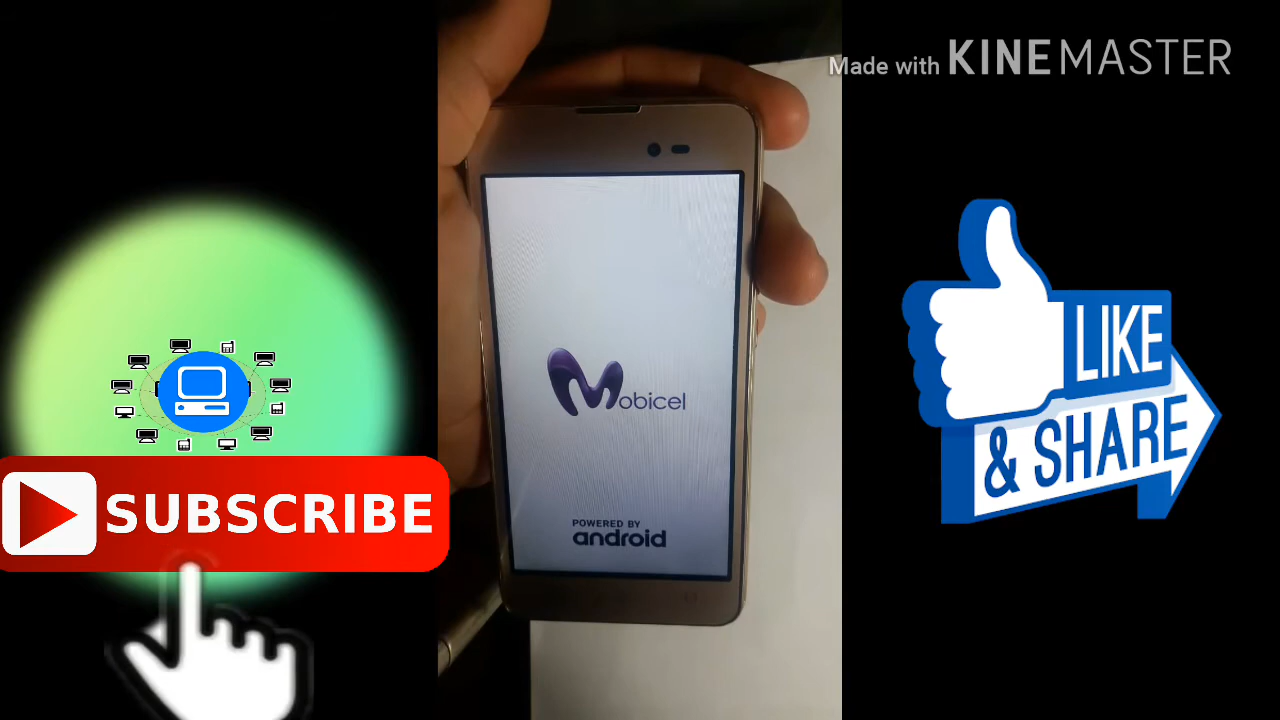 Made with KINEMASTER
Mobicel
POWERED BY
android
SUBSCRIBE
LIKE
& SHARE